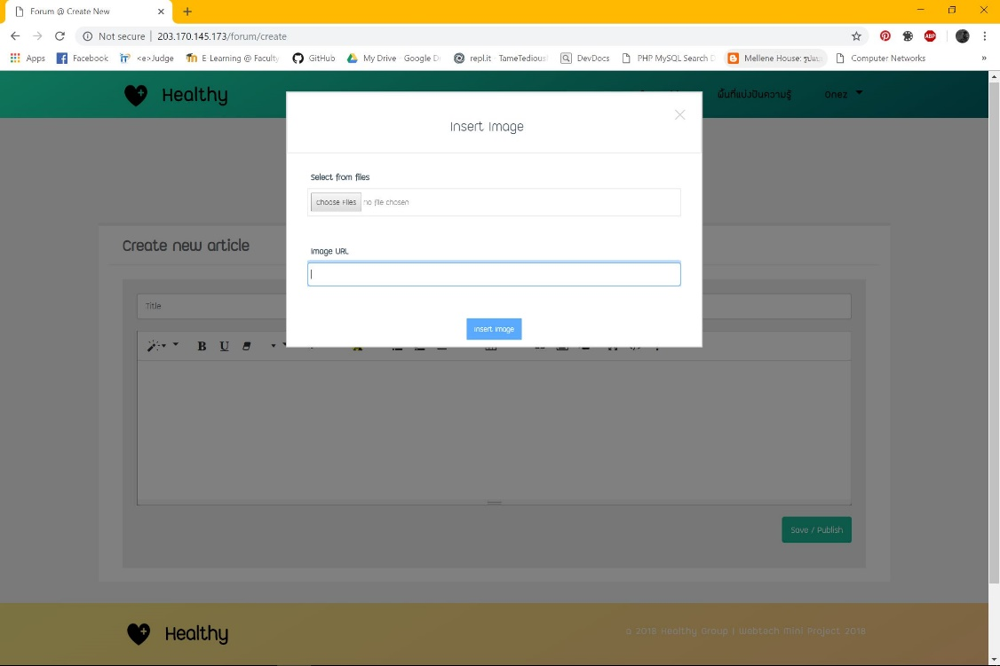 Forum @ Create New
Not secure | 203.170.145.173/forum/create
Apps Facebook <e>Judge E Learning @ Faculty GitHub My Drive - Google Dr repl.it - TameTedious DevDocs PHP MySQL Search D Mellene House: Computer Networks »
Healthy พื้นที่แบ่งปันความรู้ Onez
Insert Image
Select from files
Choose Files no file chosen
Image URL
Insert Image
Create new article
Title
B U
Save / Publish
Healthy © 2018 Healthy Group | Webtech Mini Project 2018